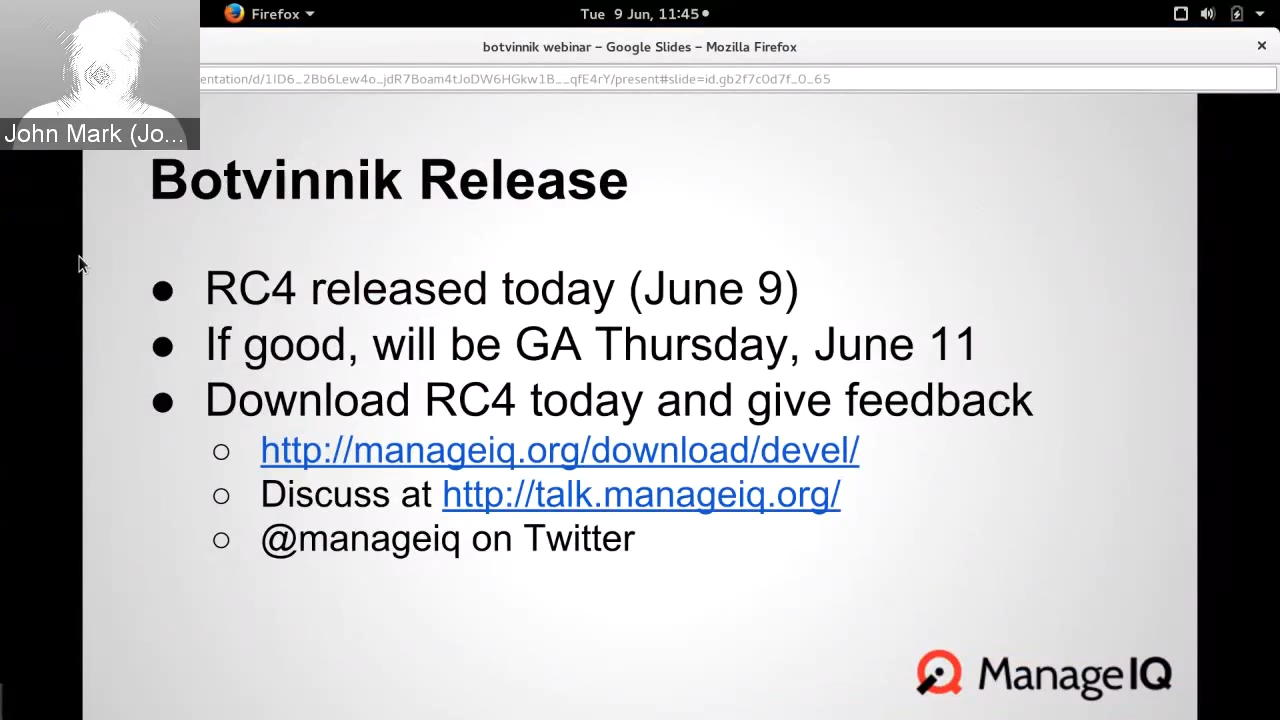 Firefox
Tue 9 Jun, 11:45
botvinnik webinar – Google Slides – Mozilla Firefox
entation/d/1ID6_2Bb6Lew4o_jdR7Boam4tJoDW6HGkw1B__qfE4rY/present#slide=id.gb2f7c0d7f_0_65
John Mark (Jo...
Botvinnik Release
● RC4 released today (June 9)
● If good, will be GA Thursday, June 11
● Download RC4 today and give feedback
○ http://manageiq.org/download/devel/
○ Discuss at http://talk.manageiq.org/
○ @manageiq on Twitter
ManageIQ